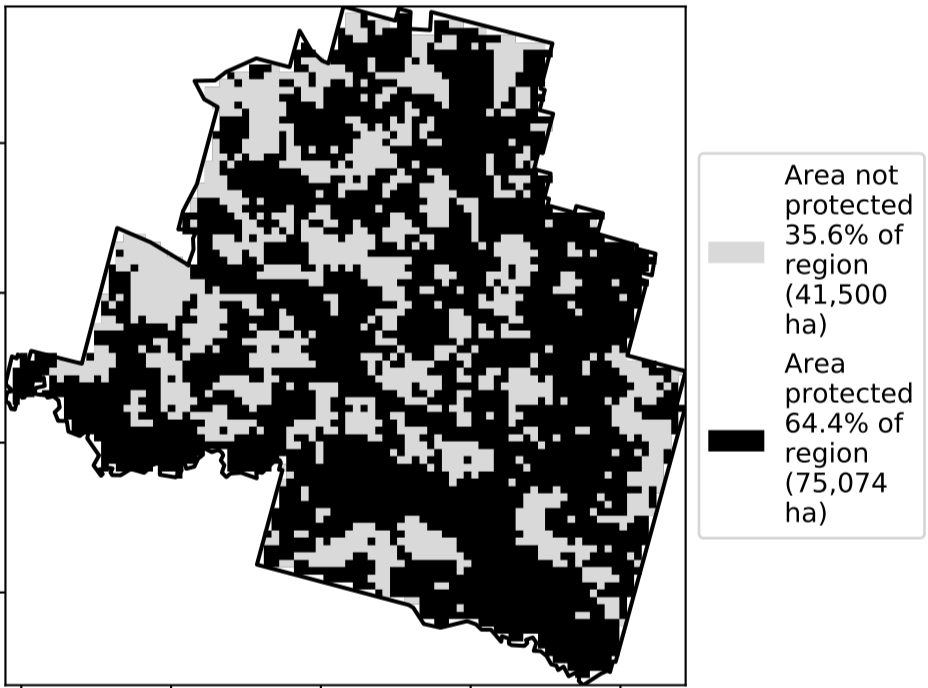 Area not
protected
35.6% of
region
(41,500
ha)
Area
protected
64.4% of
region
(75,074
ha)